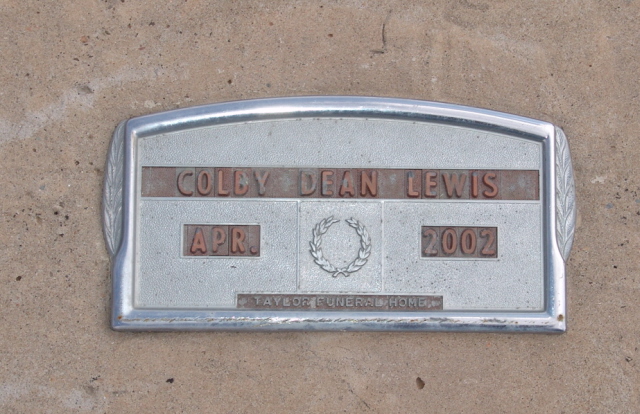 COLBY DEAN LEWIS
APR. 2002
TAYLOR FUNERAL HOME